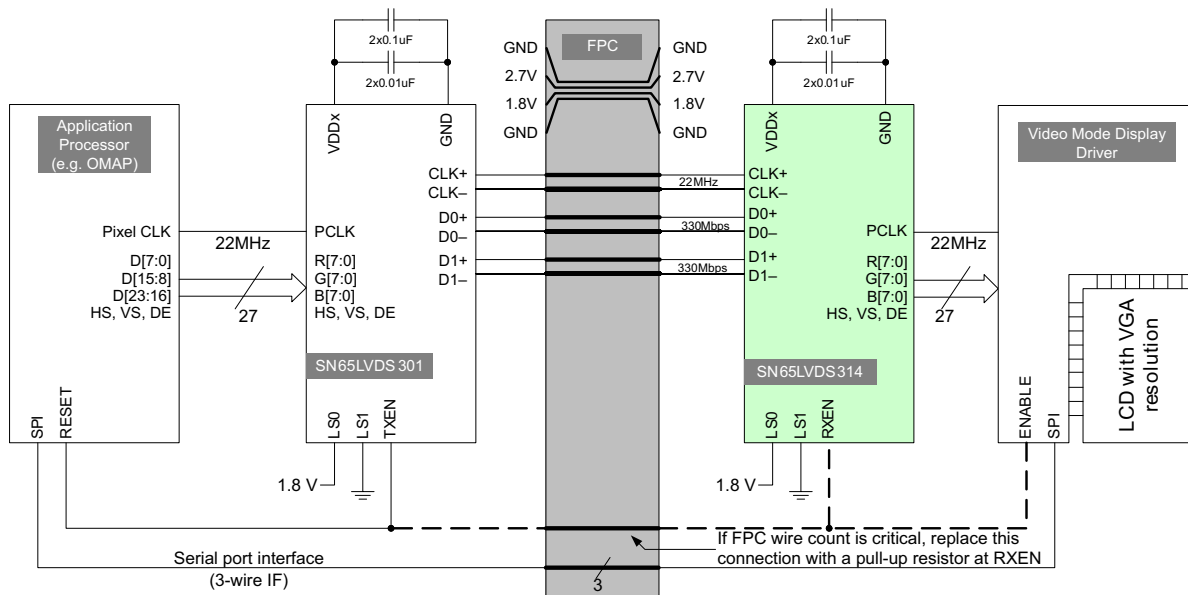 2x0.1uF
2x0.01uF
FPC
GND
2.7V
1.8V
GND
GND
2.7V
1.8V
GND
2x0.1uF
2x0.01uF
Application
Processor
(e.g. OMAP)
Pixel CLK
D[7:0]
D[15:8]
D[23:16]
HS, VS, DE
SPI
RESET
22MHz
27
VDDx
GND
PCLK
R[7:0]
G[7:0]
B[7:0]
HS, VS, DE
CLK+
CLK–
D0+
D0–
D1+
D1–
SN65LVDS301
LS0
LS1
TXEN
1.8 V
22MHz
330Mbps
330Mbps
VDDx
GND
CLK+
CLK–
D0+
D0–
D1+
D1–
PCLK
R[7:0]
G[7:0]
B[7:0]
HS, VS, DE
SN65LVDS314
LS0
LS1
RXEN
1.8 V
22MHz
27
Video Mode Display
Driver
ENABLE
SPI
LCD with VGA
resolution
If FPC wire count is critical, replace this
connection with a pull-up resistor at RXEN
Serial port interface
(3-wire IF)
3